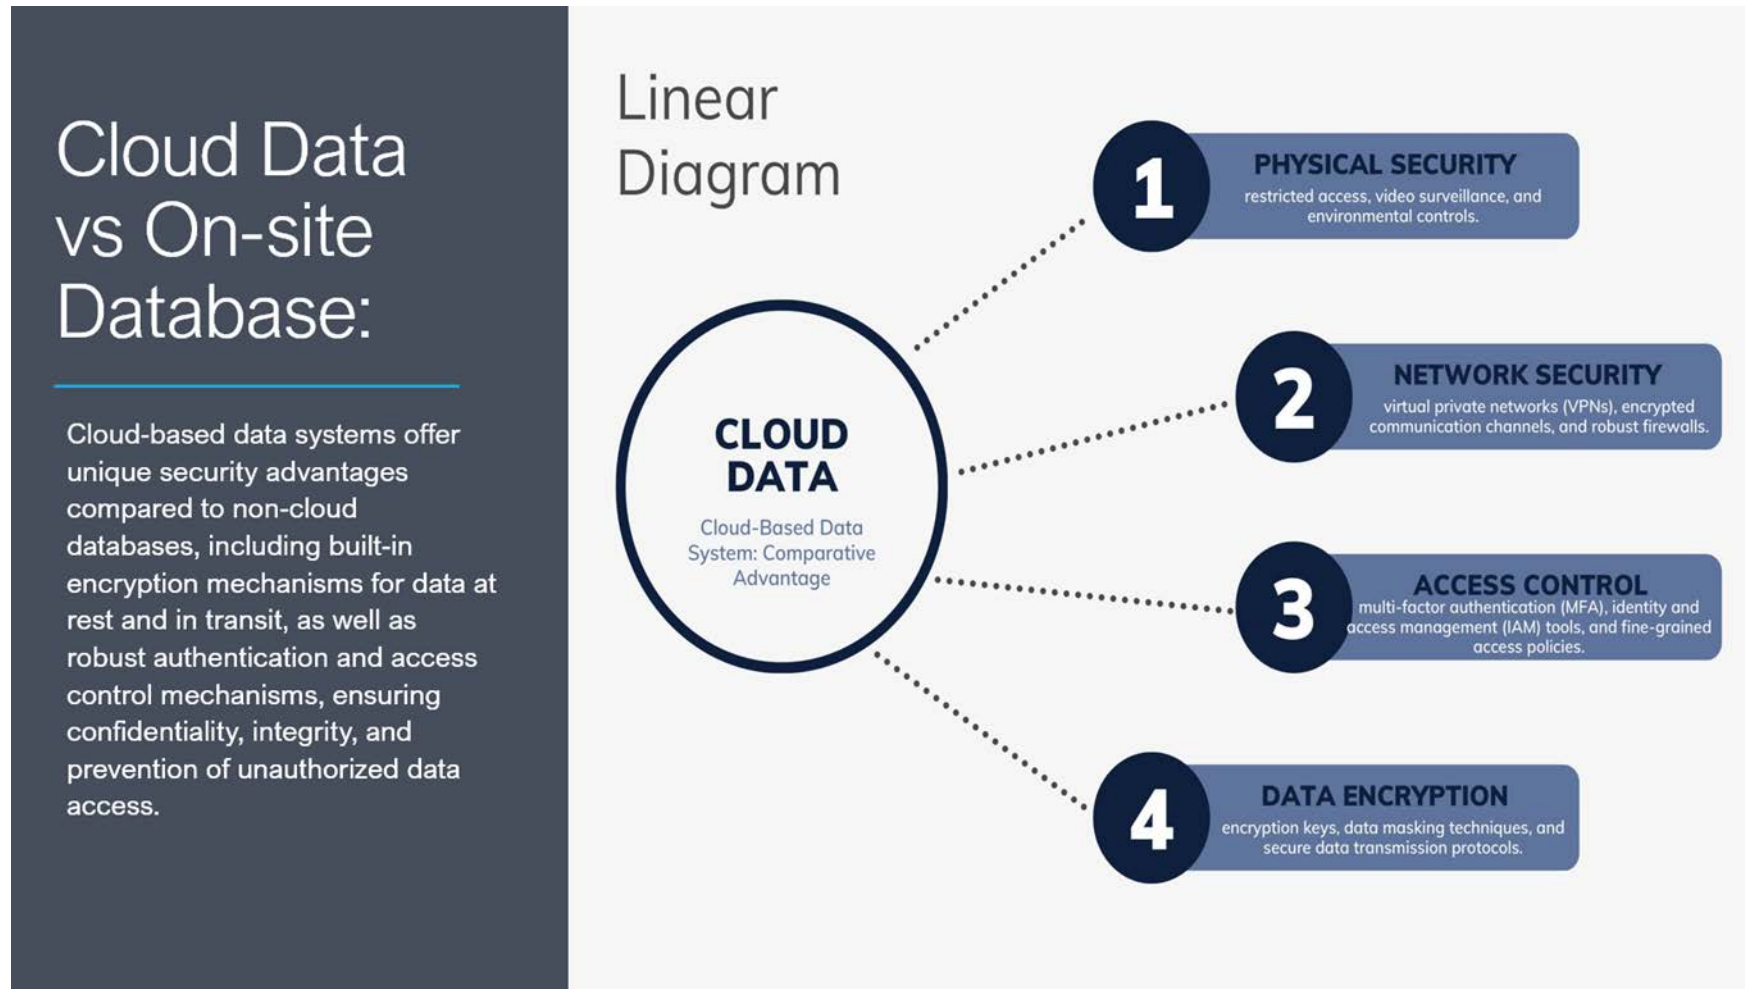 Cloud Data
vs On-site
Database:
Cloud-based data systems offer
unique security advantages
compared to non-cloud
databases, including built-in
encryption mechanisms for data at
rest and in transit, as well as
robust authentication and access
control mechanisms, ensuring
confidentiality, integrity, and
prevention of unauthorized data
access.
Linear
Diagram
CLOUD
DATA
Cloud-Based Data
System: Comparative
Advantage
1
PHYSICAL SECURITY
restricted access, video surveillance, and
environmental controls.
2
NETWORK SECURITY
virtual private networks (VPNs), encrypted
communication channels, and robust firewalls.
3
ACCESS CONTROL
multi-factor authentication (MFA), identity and
access management (IAM) tools, and fine-grained
access policies.
4
DATA ENCRYPTION
encryption keys, data masking techniques, and
secure data transmission protocols.